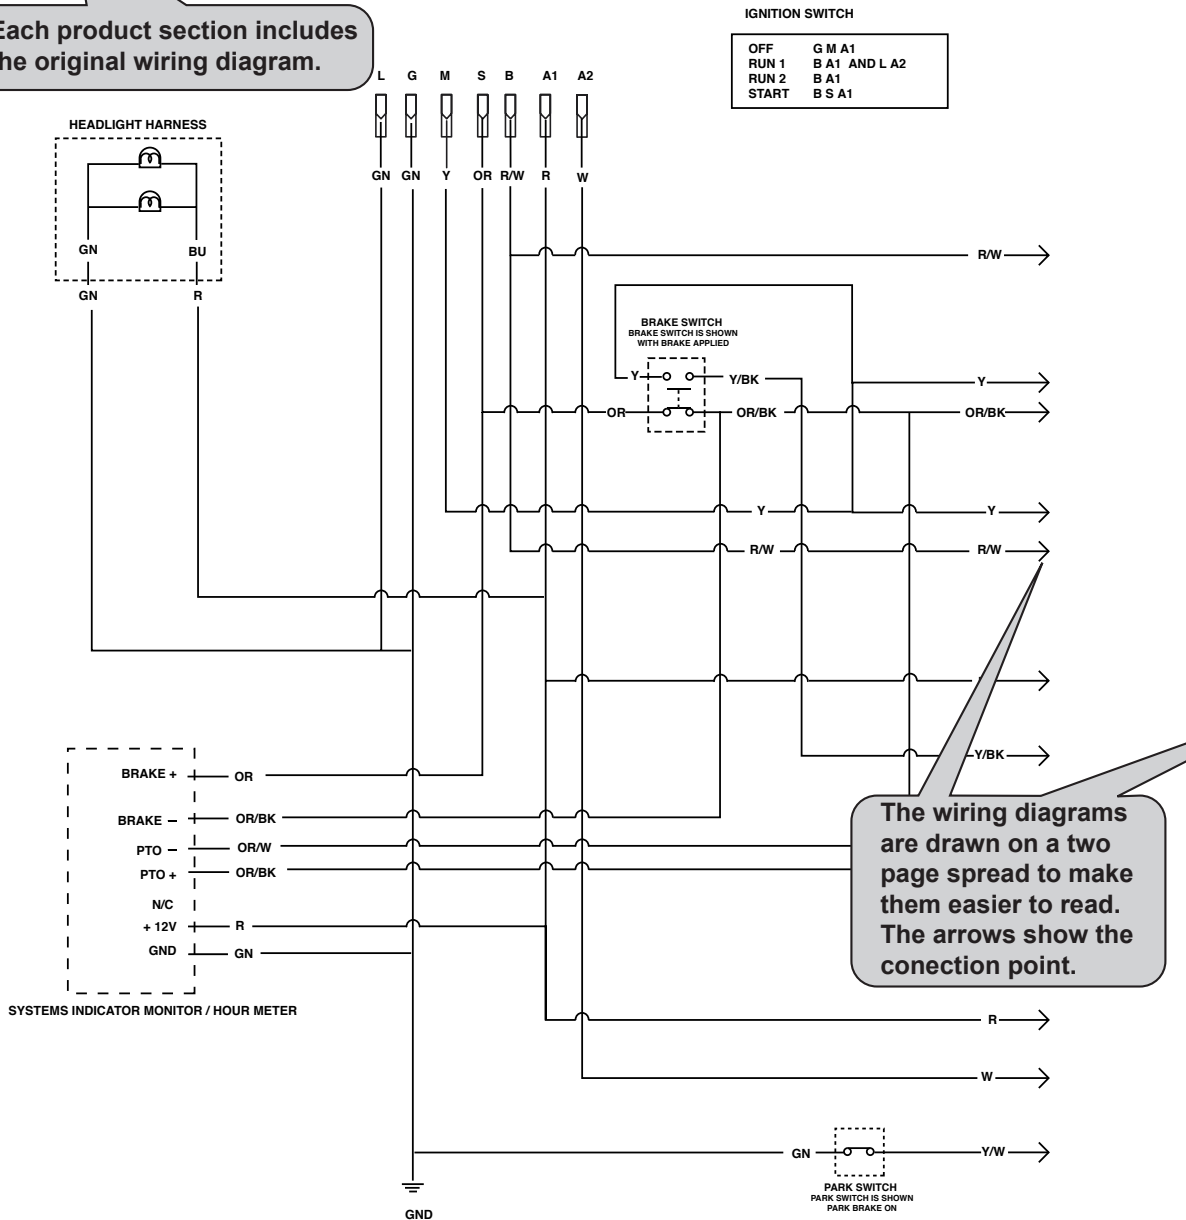 Each product section includes
the original wiring diagram.
IGNITION SWITCH
OFF G M A1
RUN 1 B A1 AND L A2
RUN 2 B A1
START B S A1
L G M S B A1 A2
HEADLIGHT HARNESS
GN GN Y OR R/W R W
GN BU
GN R
R/W
BRAKE SWITCH
BRAKE SWITCH IS SHOWN
WITH BRAKE APPLIED
Y Y/BK Y
OR OR/BK OR/BK
Y Y
R/W R/W
Y/BK
BRAKE + OR
BRAKE − OR/BK
PTO − OR/W
PTO + OR/BK
N/C
+ 12V R
GND GN
SYSTEMS INDICATOR MONITOR / HOUR METER
The wiring diagrams
are drawn on a two
page spread to make
them easier to read.
The arrows show the
conection point.
R
W
GN Y/W
PARK SWITCH
PARK SWITCH IS SHOWN
PARK BRAKE ON
GND